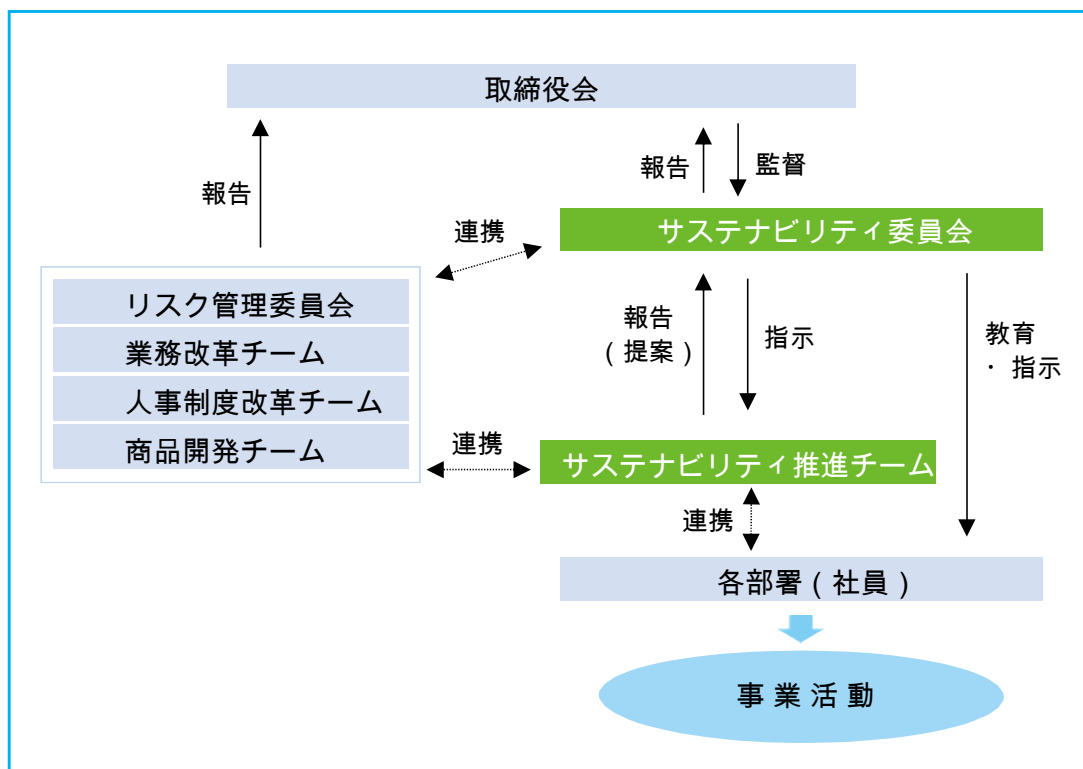 取締役会
報告
監督
報告
サステナビリティ委員会
連携
リスク管理委員会
業務改革チーム
人事制度改革チーム
商品開発チーム
報告
(提案)
指示
教育
・ 指示
連携
サステナビリティ推進チーム
連携
各部署(社員)
事業活動